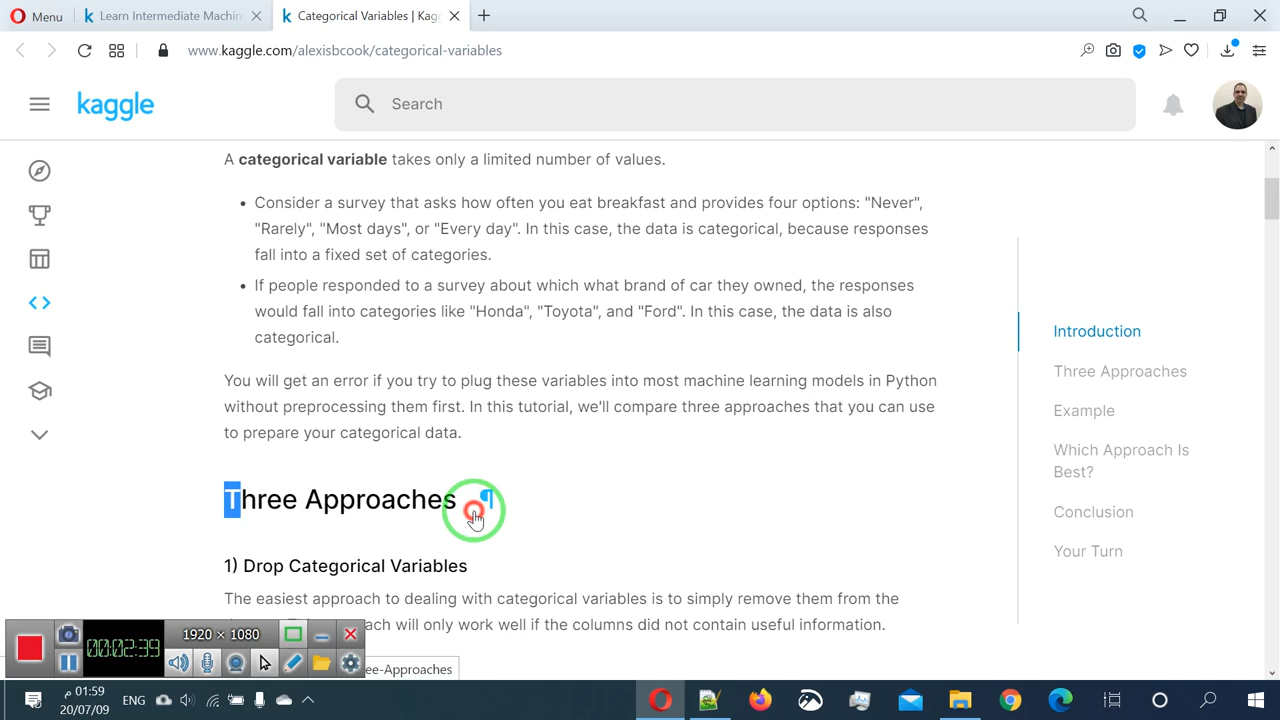 Menu
Learn Intermediate Machin
Categorical Variables | Kagg
www.kaggle.com/alexisbcook/categorical-variables
kaggle
Search
A categorical variable takes only a limited number of values.
• Consider a survey that asks how often you eat breakfast and provides four options: "Never",
"Rarely", "Most days", or "Every day". In this case, the data is categorical, because responses
fall into a fixed set of categories.
• If people responded to a survey about which what brand of car they owned, the responses
would fall into categories like "Honda", "Toyota", and "Ford". In this case, the data is also
categorical.
You will get an error if you try to plug these variables into most machine learning models in Python
without preprocessing them first. In this tutorial, we'll compare three approaches that you can use
to prepare your categorical data.
Three Approaches ¶
1) Drop Categorical Variables
The easiest approach to dealing with categorical variables is to simply remove them from the
ach will only work well if the columns did not contain useful information.
Introduction
Three Approaches
Example
Which Approach Is
Best?
Conclusion
Your Turn
1920 × 1080
00:02:39
ee-Approaches
01:59 م
20/07/09
ENG